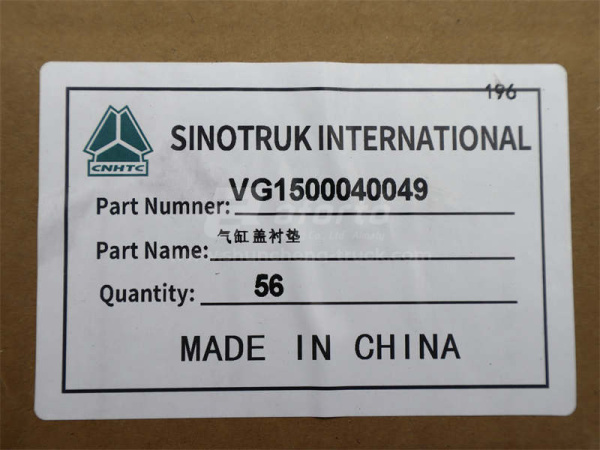 196
CNHTC
SINOTRUK INTERNATIONAL
Part Numner: VG1500040049
Part Name: 气缸盖衬垫
Quantity: 56
MADE IN CHINA